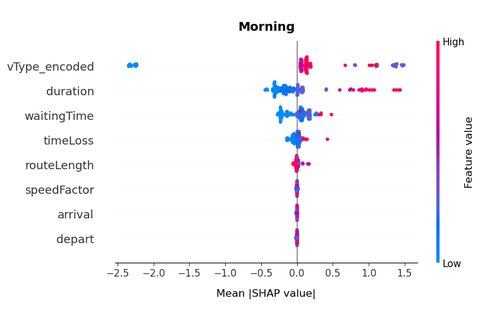 Morning
High
vType_encoded
duration
waitingTime
timeLoss
routeLength
speedFactor
arrival
depart
Feature value
Low
−2.5 −2.0 −1.5 −1.0 −0.5 0.0 0.5 1.0 1.5
Mean |SHAP value|